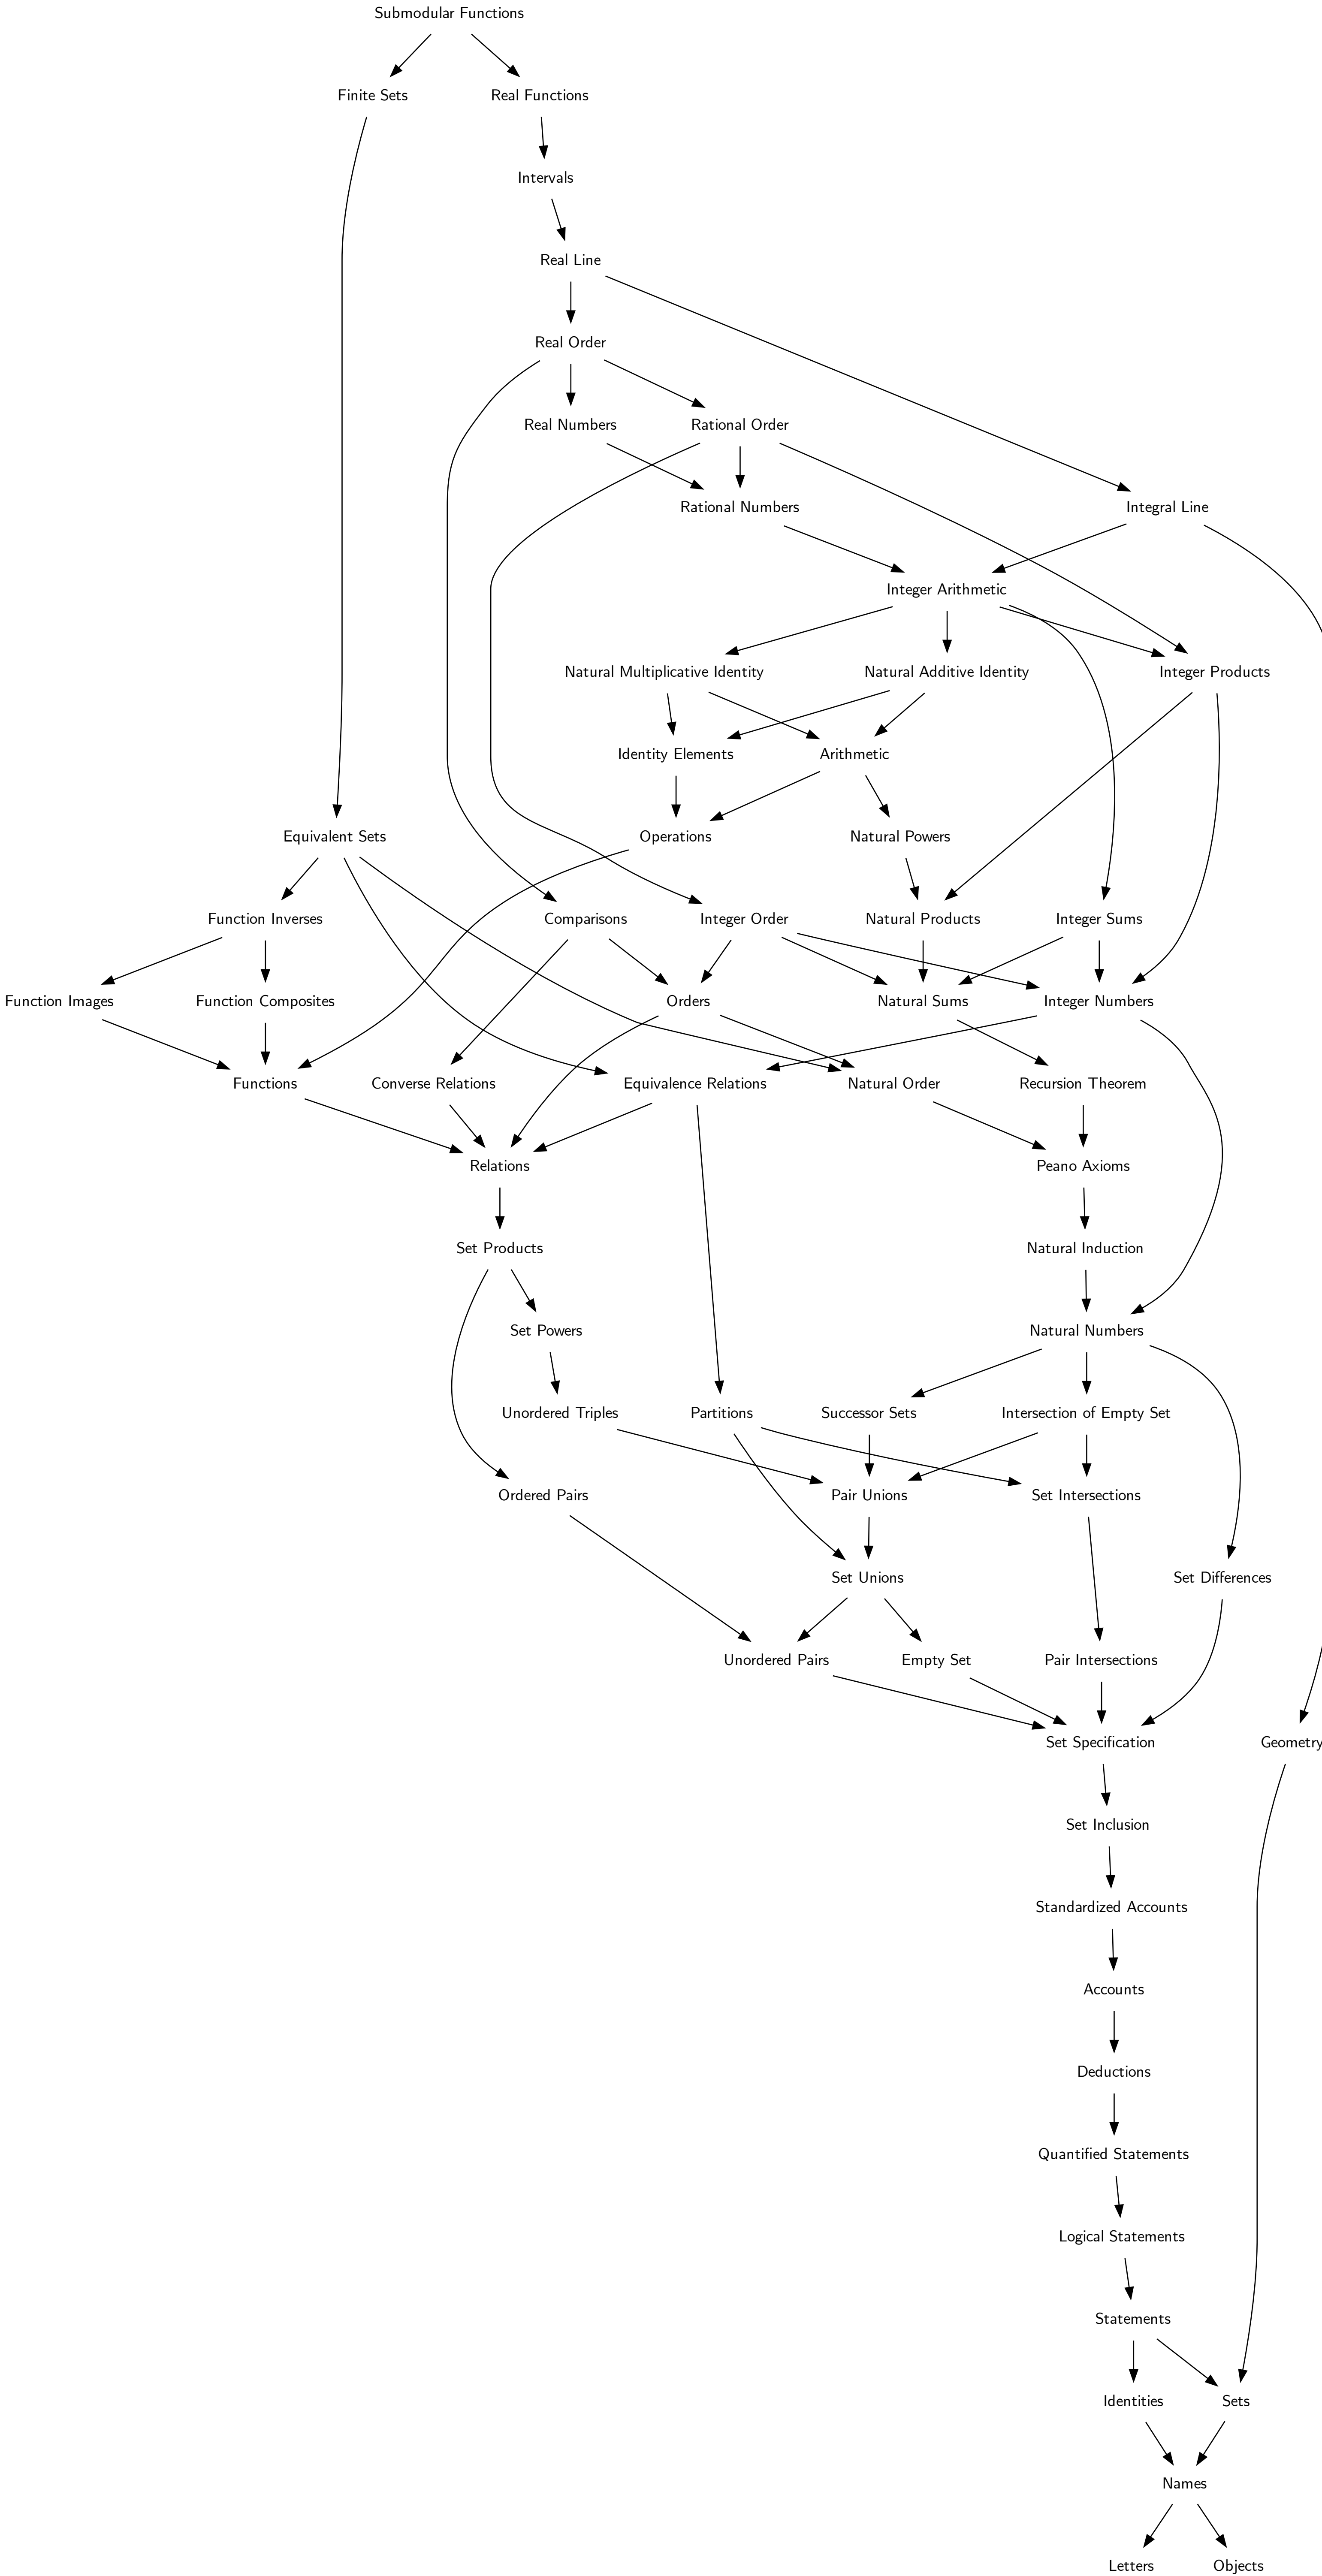 Submodular Functions
Finite Sets
Real Functions
Intervals
Real Line
Real Order
Real Numbers
Rational Order
Rational Numbers
Integral Line
Integer Arithmetic
Natural Multiplicative Identity
Natural Additive Identity
Integer Products
Identity Elements
Arithmetic
Equivalent Sets
Operations
Natural Powers
Function Inverses
Comparisons
Integer Order
Natural Products
Integer Sums
Function Images
Function Composites
Orders
Natural Sums
Integer Numbers
Functions
Converse Relations
Equivalence Relations
Natural Order
Recursion Theorem
Relations
Peano Axioms
Set Products
Natural Induction
Set Powers
Natural Numbers
Unordered Triples
Partitions
Successor Sets
Intersection of Empty Set
Ordered Pairs
Pair Unions
Set Intersections
Set Unions
Set Differences
Unordered Pairs
Empty Set
Pair Intersections
Set Specification
Geometry
Set Inclusion
Standardized Accounts
Accounts
Deductions
Quantified Statements
Logical Statements
Statements
Identities
Sets
Names
Letters
Objects